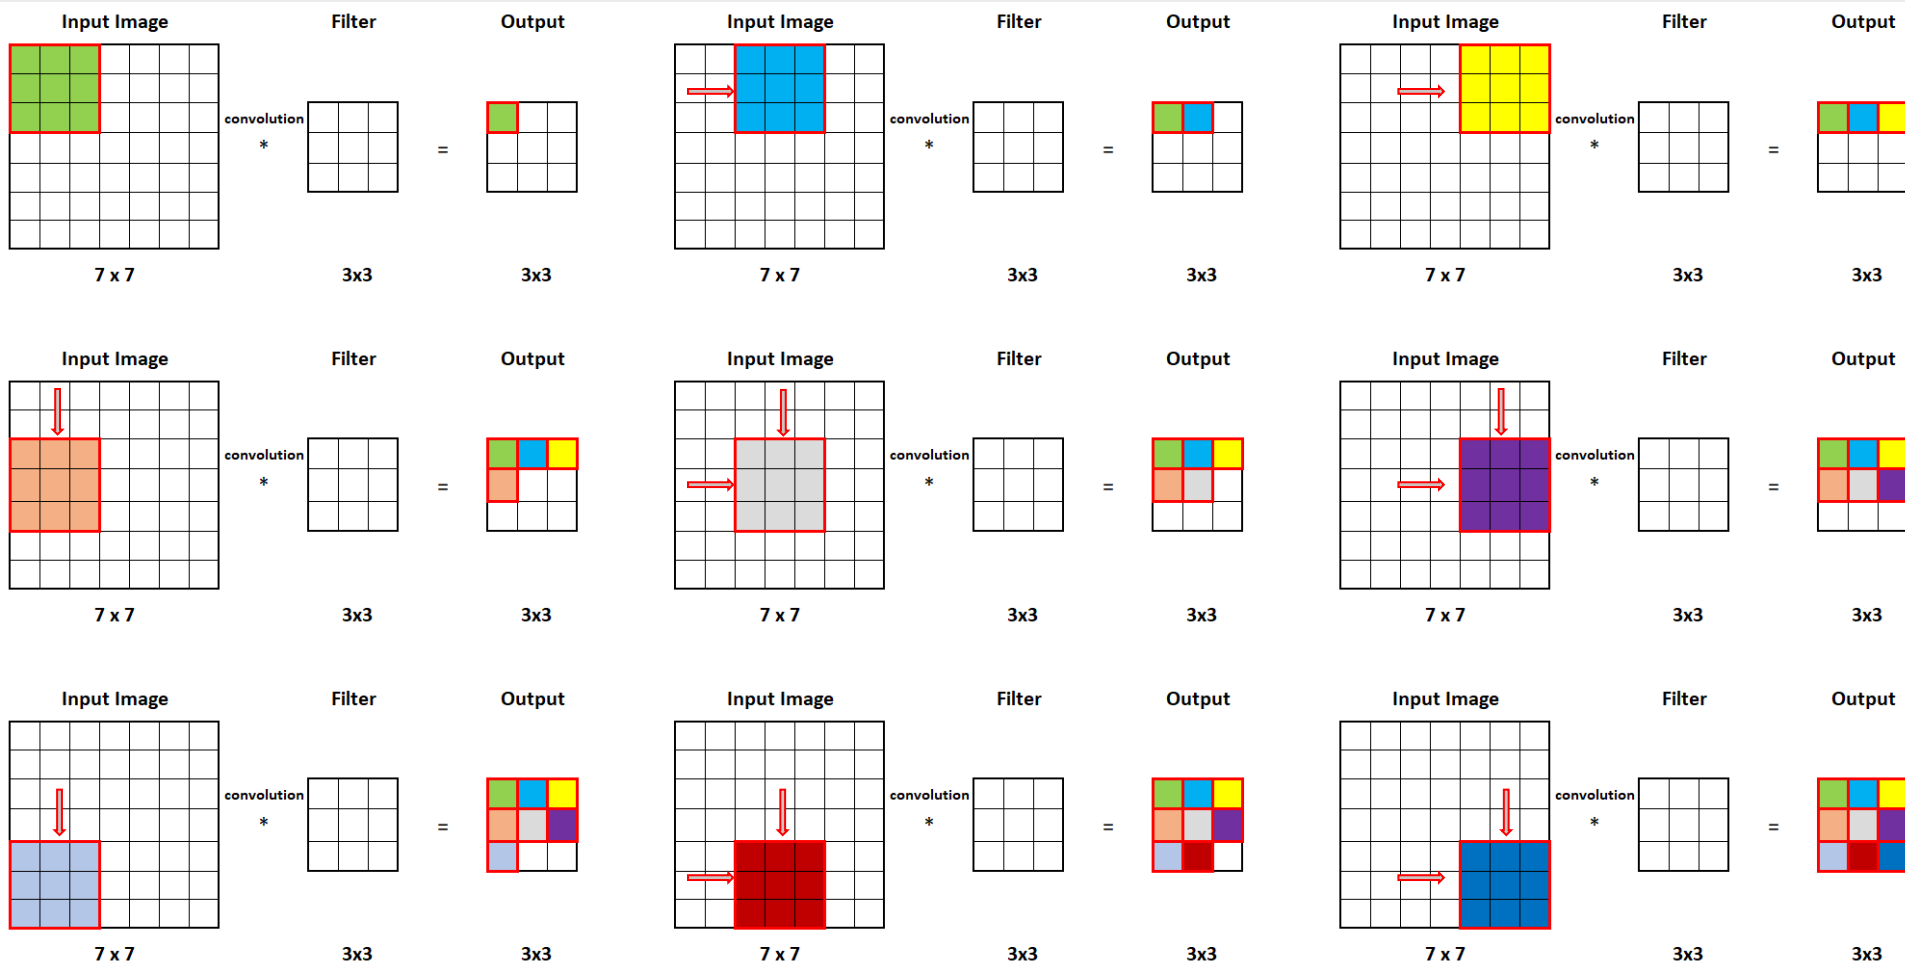 Input Image Filter Output Input Image Filter Output Input Image Filter Output
convolution convolution convolution
* = * = * =
7 x 7 3x3 3x3 7 x 7 3x3 3x3 7 x 7 3x3 3x3
Input Image Filter Output Input Image Filter Output Input Image Filter Output
convolution convolution convolution
* = * = * =
7 x 7 3x3 3x3 7 x 7 3x3 3x3 7 x 7 3x3 3x3
Input Image Filter Output Input Image Filter Output Input Image Filter Output
convolution convolution convolution
* = * = * =
7 x 7 3x3 3x3 7 x 7 3x3 3x3 7 x 7 3x3 3x3